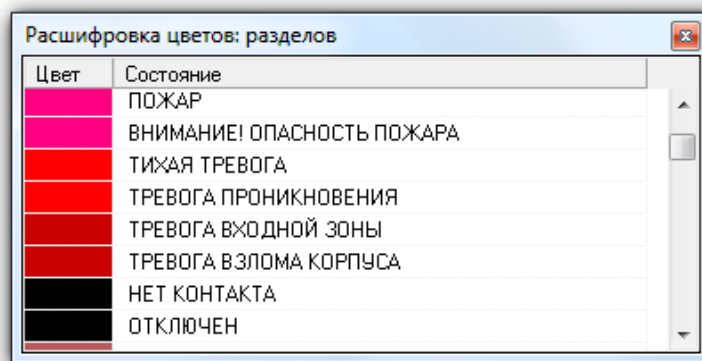 Расшифровка цветов: разделов
Цвет Состояние
ПОЖАР
ВНИМАНИЕ! ОПАСНОСТЬ ПОЖАРА
ТИХАЯ ТРЕВОГА
ТРЕВОГА ПРОНИКНОВЕНИЯ
ТРЕВОГА ВХОДНОЙ ЗОНЫ
ТРЕВОГА ВЗЛОМА КОРПУСА
НЕТ КОНТАКТА
ОТКЛЮЧЕН